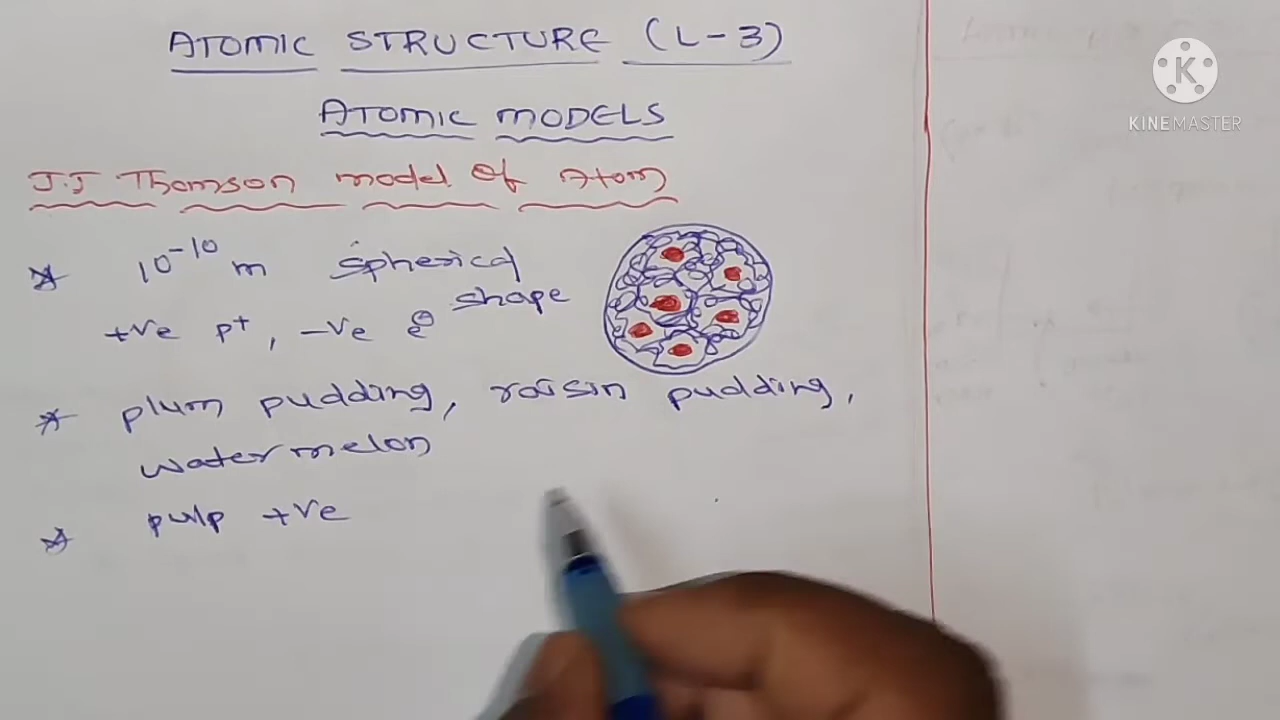 ATOMIC STRUCTURE (L-3)
ATOMIC MODELS
J.J Thomson model of Atom
* 10⁻¹⁰ m spherical shape
+ve p⁺, -ve e⊖
* plum pudding, raisin pudding,
water melon
* pulp +ve
K
KINEMASTER